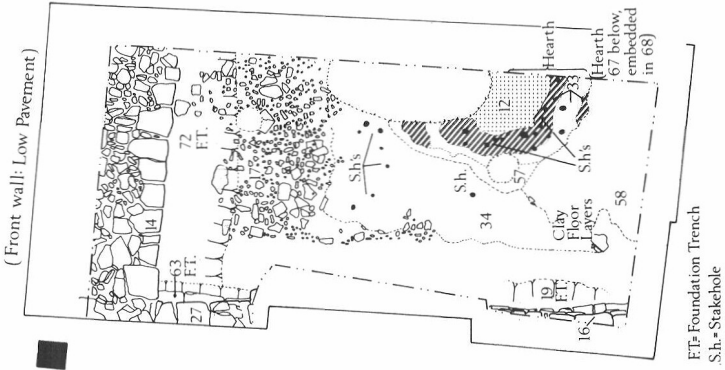 ( Front wall: Low Pavement )
14
72
F.T.
63
F.T.
27
17
S.h's
S.h.
34
12
Hearth
(Hearth
67 below,
embedded
in 68)
33
S.h's
57
58
Clay
Floor
Layers
19
F.T.
16
F.T.= Foundation Trench
S.h.= Stakehole